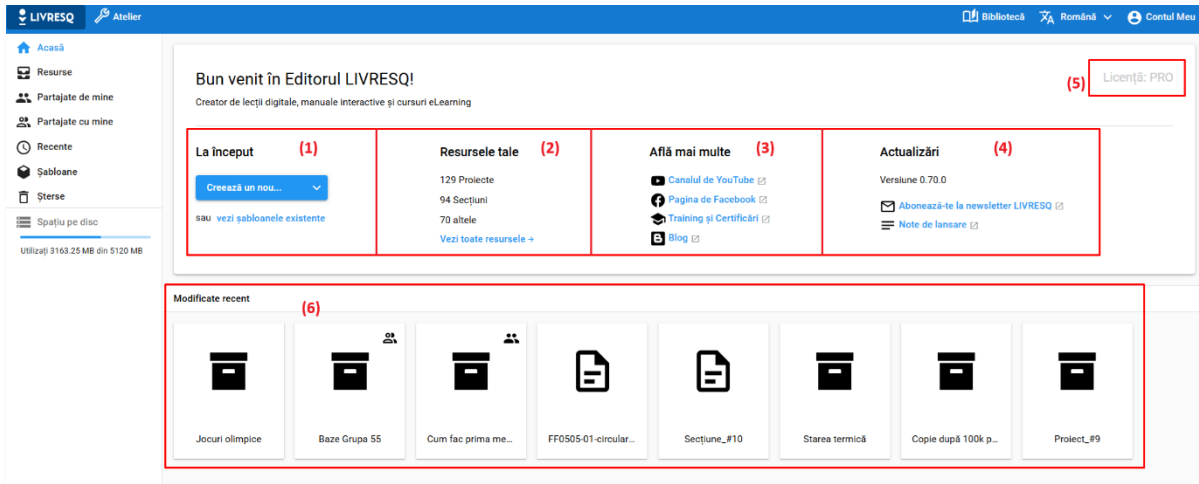 LIVRESQ
Atelier
Bibliotecă
Română
Contul Meu
Acasă
Resurse
Partajate de mine
Partajate cu mine
Recente
Șabloane
Șterse
Spațiu pe disc
Utilizați 3163.25 MB din 5120 MB
Bun venit în Editorul LIVRESQ!
Creator de lecții digitale, manuale interactive și cursuri eLearning
(5)
Licență: PRO
La început
(1)
Creează un nou...
sau vezi șabloanele existente
Resursele tale
(2)
129 Proiecte
94 Secțiuni
70 altele
Vezi toate resursele →
Află mai multe
(3)
Canalul de YouTube
Pagina de Facebook
Training și Certificări
Blog
Actualizări
(4)
Versiune 0.70.0
Abonează-te la newsletter LIVRESQ
Note de lansare
Modificate recent
(6)
Jocuri olimpice
Baze Grupa 55
Cum fac prima me...
FF0505-01-circular...
Secțiune_#10
Starea termică
Copie după 100k p...
Proiect_#9